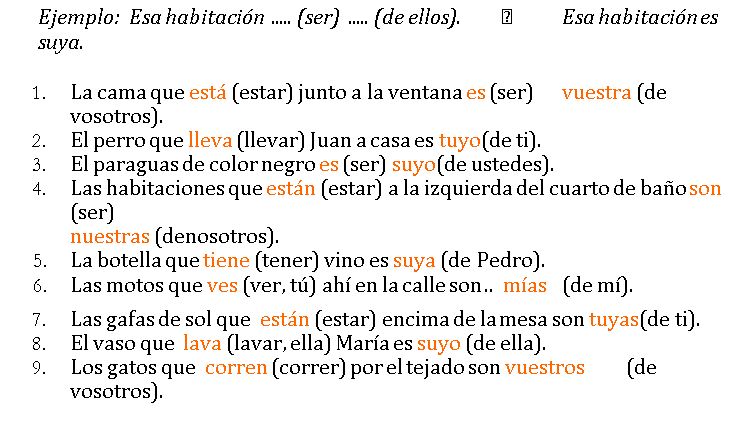 Ejemplo: Esa habitación ..... (ser) ..... (de ellos). Esa habitación es
suya.
1. La cama que está (estar) junto a la ventana es (ser) vuestra (de
vosotros).
2. El perro que lleva (llevar) Juan a casa es tuyo(de ti).
3. El paraguas de color negro es (ser) suyo(de ustedes).
4. Las habitaciones que están (estar) a la izquierda del cuarto de baño son
(ser)
nuestras (denosotros).
5. La botella que tiene (tener) vino es suya (de Pedro).
6. Las motos que ves (ver, tú) ahí en la calle son.. mías (de mí).
7. Las gafas de sol que están (estar) encima de la mesa son tuyas(de ti).
8. El vaso que lava (lavar, ella) María es suyo (de ella).
9. Los gatos que corren (correr) por el tejado son vuestros (de
vosotros).